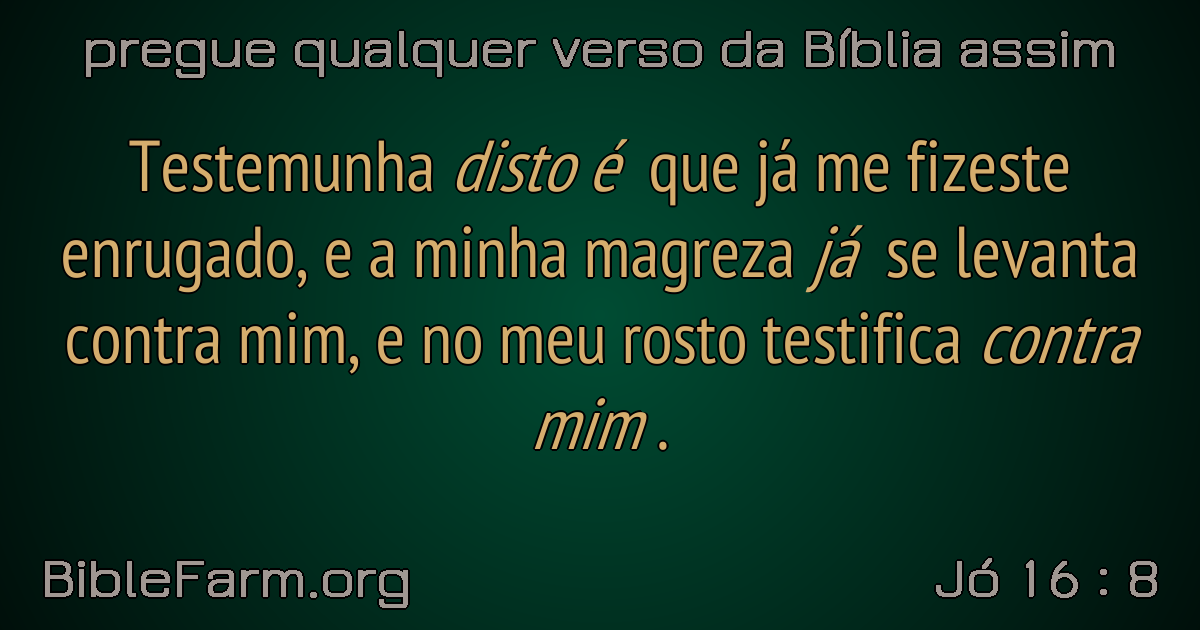 pregue qualquer verso da Bíblia assim
Testemunha disto é que já me fizeste
enrugado, e a minha magreza já se levanta
contra mim, e no meu rosto testifica contra
mim .
BibleFarm.org
Jó 16 : 8